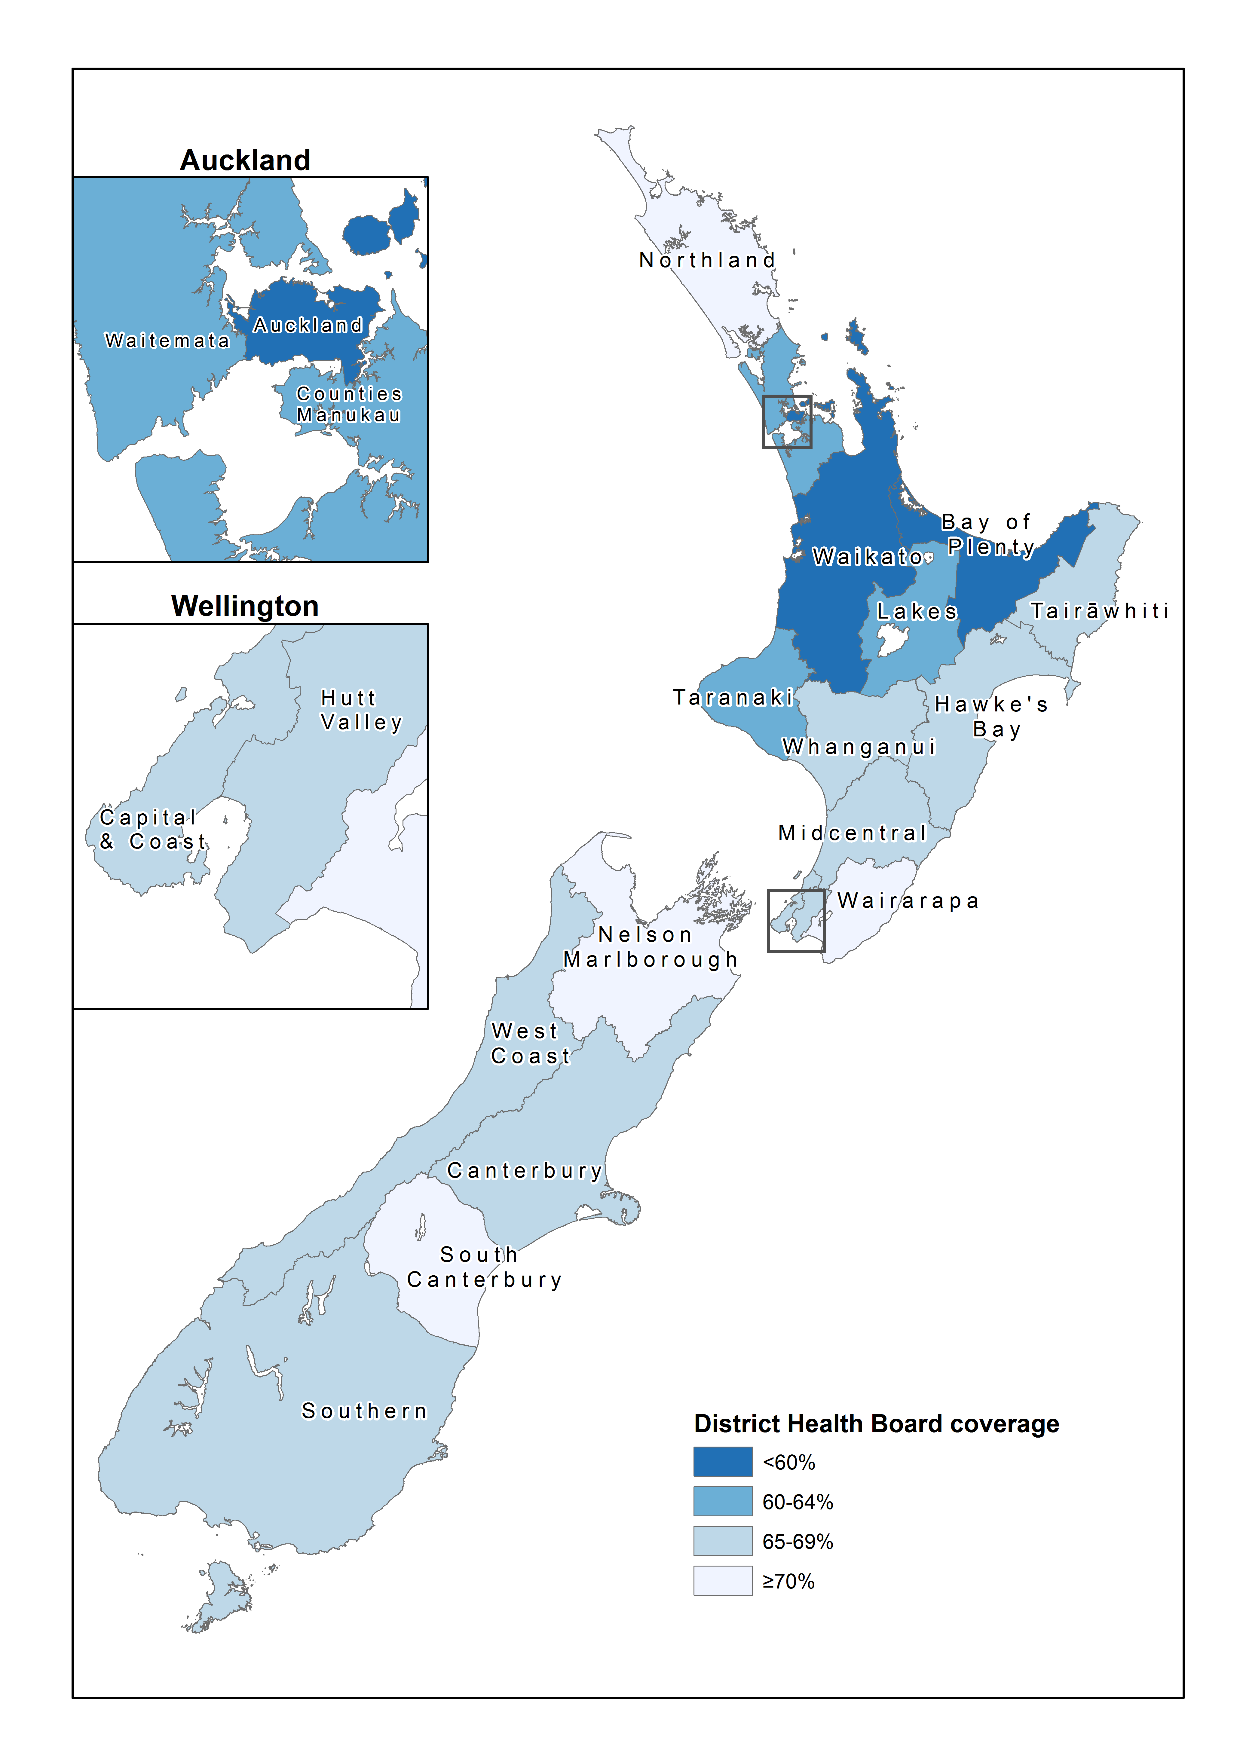 Auckland
Waitemata
Auckland
Counties
Manukau
Wellington
Hutt
Valley
Capital
& Coast
Northland
Bay of
Plenty
Waikato
Lakes
Tairāwhiti
Taranaki
Hawke's
Bay
Whanganui
Midcentral
Wairarapa
Nelson
Marlborough
West
Coast
Canterbury
South
Canterbury
Southern
District Health Board coverage
<60%
60-64%
65-69%
≥70%